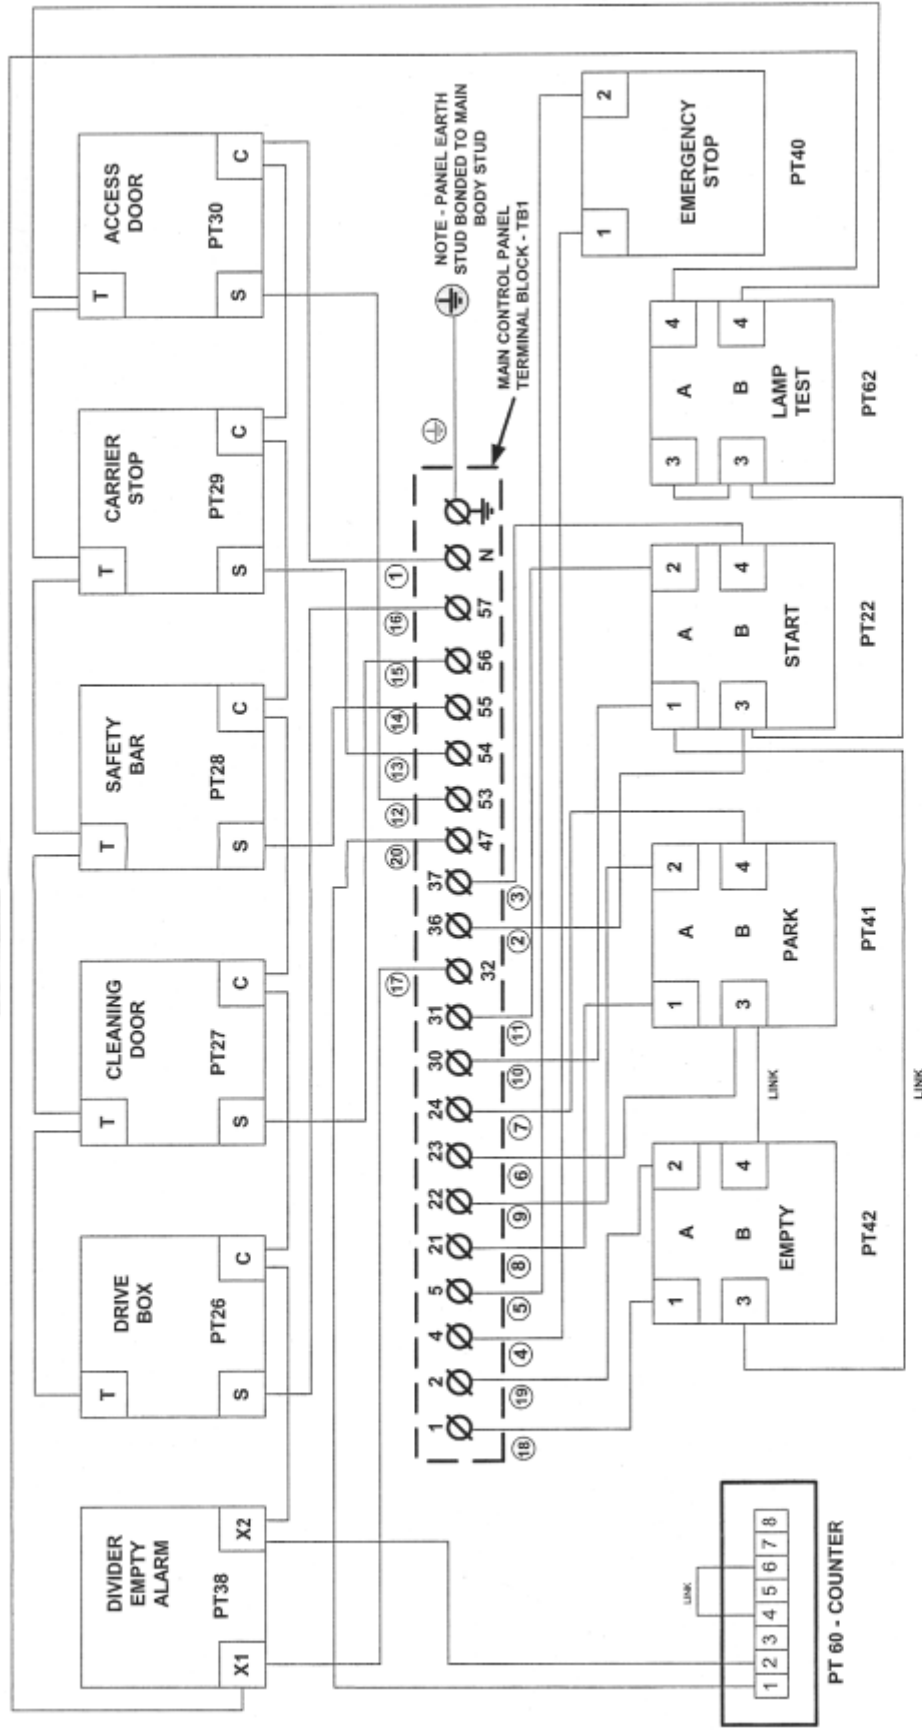 DIVIDER
EMPTY
ALARM
PT38
X1
X2
DRIVE
BOX
PT26
T
S
C
CLEANING
DOOR
PT27
T
S
C
SAFETY
BAR
PT28
T
S
C
CARRIER
STOP
PT29
T
S
C
ACCESS
DOOR
PT30
T
S
C
NOTE - PANEL EARTH
STUD BONDED TO MAIN
BODY STUD
MAIN CONTROL PANEL
TERMINAL BLOCK - TB1
17 20 12 13 14 15 16 1
1 2 4 5 21 22 23 24 30 31 32 36 37 47 53 54 55 56 57 N
18 19 4 5 8 9 6 7 10 11 2 3
LINK
1 2 3 4 5 6 7 8
PT 60 - COUNTER
1 2
A
B
3 4
EMPTY
PT42
LINK
1 2
A
B
3 4
PARK
PT41
LINK
1 2
A
B
3 4
START
PT22
3 4
A
B
3 4
LAMP
TEST
PT62
1 2
EMERGENCY
STOP
PT40